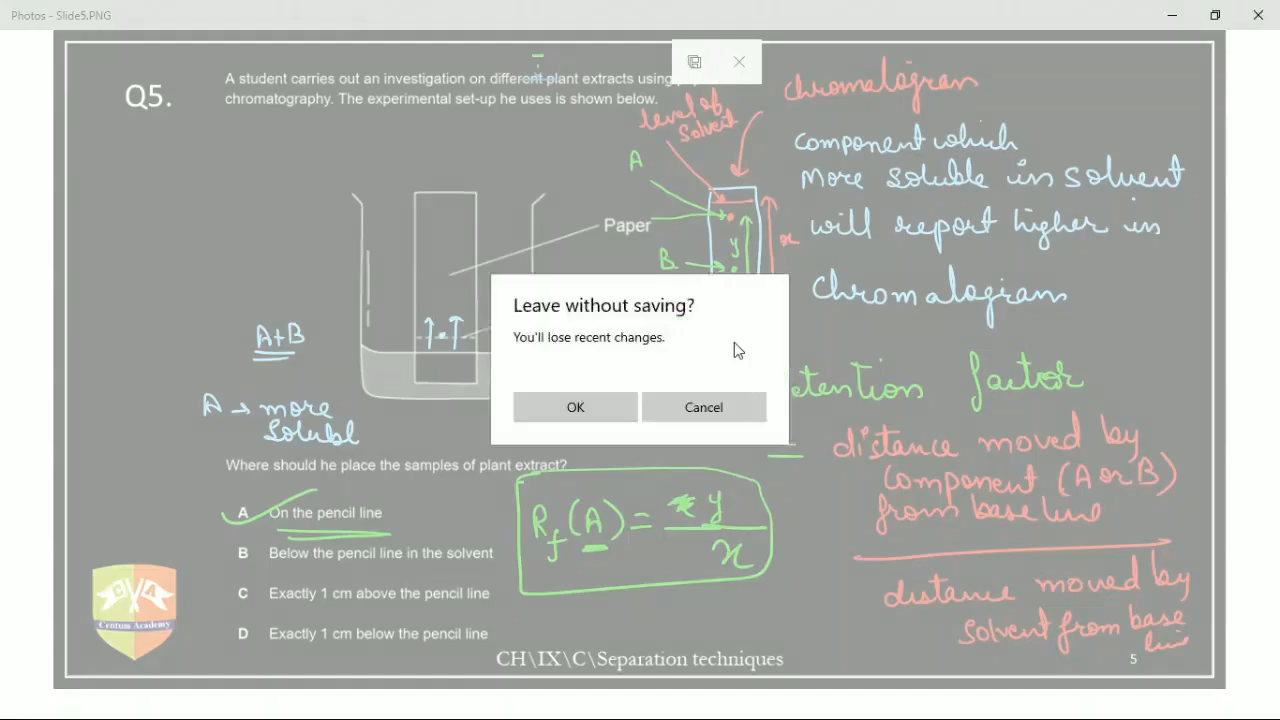 Photos - Slide5.PNG
Q5.
A student carries out an investigation on different plant extracts using
chromatography. The experimental set-up he uses is shown below.
chromatogram
level of
Solvent
component which
more soluble in solvent
will report higher in
Chromatogram
A
Paper
y
x
B
Leave without saving?
You'll lose recent changes.
OK
Cancel
A+B
A → more
Solubl
etention factor
distance moved by
component (A or B)
from base line
distance moved by
solvent from base
line
Where should he place the samples of plant extract?
A On the pencil line
B Below the pencil line in the solvent
C Exactly 1 cm above the pencil line
D Exactly 1 cm below the pencil line
Rf (A) = y
x
Centum Academy
CH\IX\C\Separation techniques
5